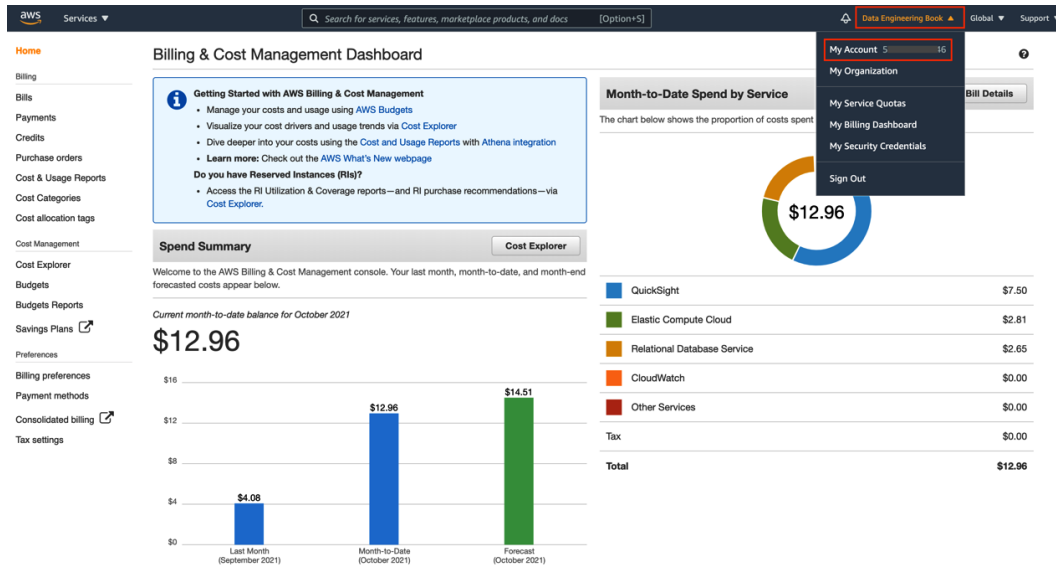 aws
Services ▼
Search for services, features, marketplace products, and docs [Option+S]
Data Engineering Book ▲
Global ▼
Support
My Account 5 16
My Organization
My Service Quotas
My Billing Dashboard
My Security Credentials
Sign Out
Home
Billing
Bills
Payments
Credits
Purchase orders
Cost & Usage Reports
Cost Categories
Cost allocation tags
Cost Management
Cost Explorer
Budgets
Budgets Reports
Savings Plans
Preferences
Billing preferences
Payment methods
Consolidated billing
Tax settings
Billing & Cost Management Dashboard
Getting Started with AWS Billing & Cost Management
• Manage your costs and usage using AWS Budgets
• Visualize your cost drivers and usage trends via Cost Explorer
• Dive deeper into your costs using the Cost and Usage Reports with Athena integration
• Learn more: Check out the AWS What's New webpage
Do you have Reserved Instances (RIs)?
• Access the RI Utilization & Coverage reports—and RI purchase recommendations—via
Cost Explorer.
Spend Summary
Cost Explorer
Welcome to the AWS Billing & Cost Management console. Your last month, month-to-date, and month-end
forecasted costs appear below.
Current month-to-date balance for October 2021
$12.96
$16
$12
$8
$4
$0
$4.08
$12.96
$14.51
Last Month
(September 2021)
Month-to-Date
(October 2021)
Forecast
(October 2021)
Month-to-Date Spend by Service
Bill Details
The chart below shows the proportion of costs spent
$12.96
QuickSight $7.50
Elastic Compute Cloud $2.81
Relational Database Service $2.65
CloudWatch $0.00
Other Services $0.00
Tax $0.00
Total $12.96